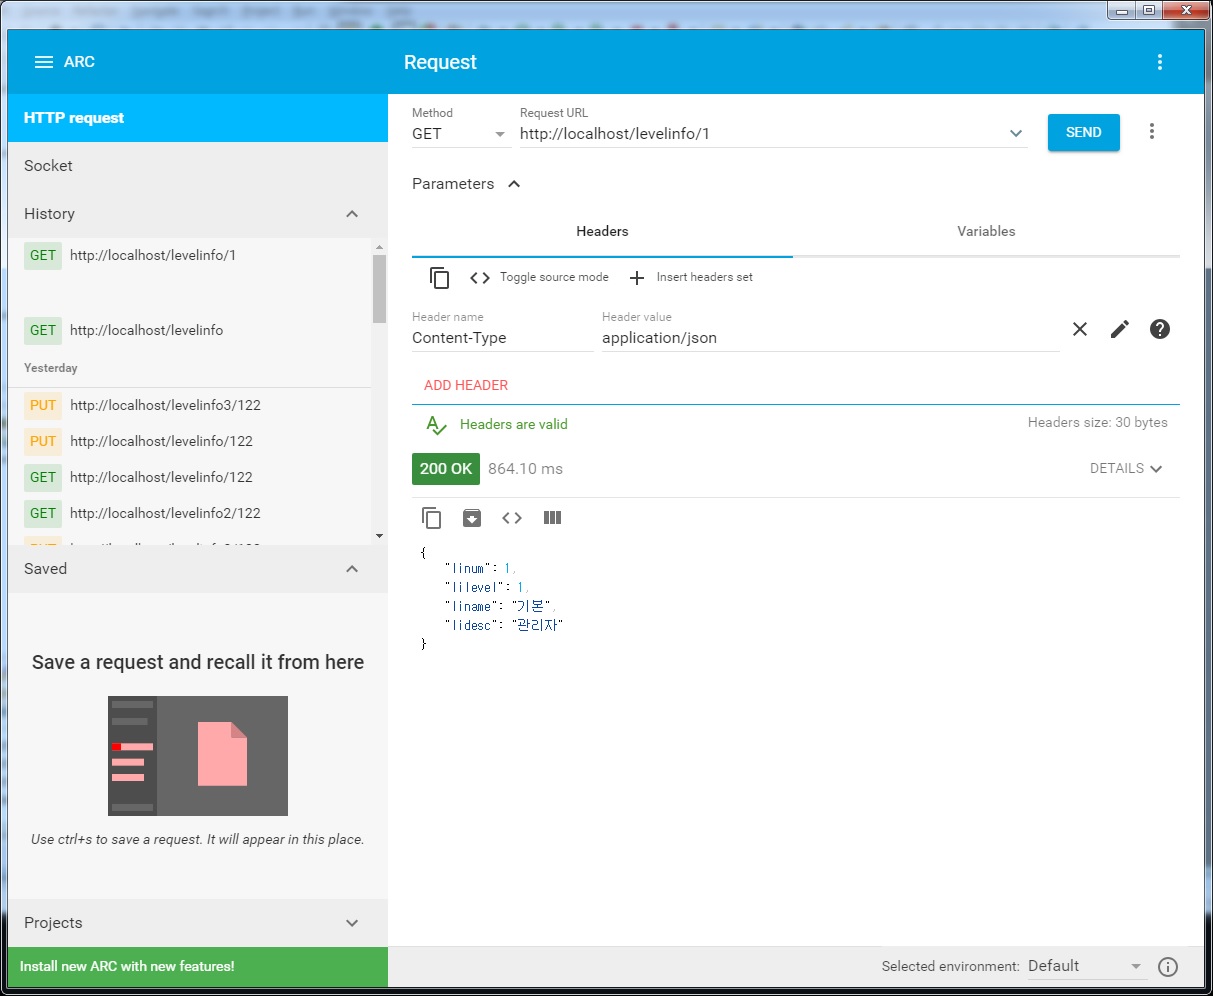 ARC
Request
HTTP request
Socket
History
GET http://localhost/levelinfo/1
GET http://localhost/levelinfo
Yesterday
PUT http://localhost/levelinfo3/122
PUT http://localhost/levelinfo/122
GET http://localhost/levelinfo/122
GET http://localhost/levelinfo2/122
Saved
Save a request and recall it from here
Use ctrl+s to save a request. It will appear in this place.
Projects
Install new ARC with new features!
Method
GET
Request URL
http://localhost/levelinfo/1
SEND
Parameters
Headers Variables
Toggle source mode Insert headers set
Header name Header value
Content-Type application/json
ADD HEADER
Headers are valid Headers size: 30 bytes
200 OK 864.10 ms DETAILS
{
"linum": 1,
"lilevel": 1,
"liname": "기본",
"lidesc": "관리자"
}
Selected environment: Default